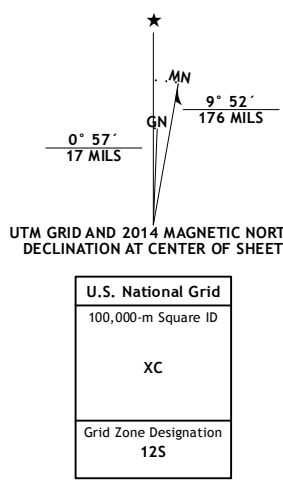 ★
MN
GN
9° 52´
176 MILS
0° 57´
17 MILS
UTM GRID AND 2014 MAGNETIC NORT
DECLINATION AT CENTER OF SHEET
U.S. National Grid
100,000-m Square ID
XC
Grid Zone Designation
12S